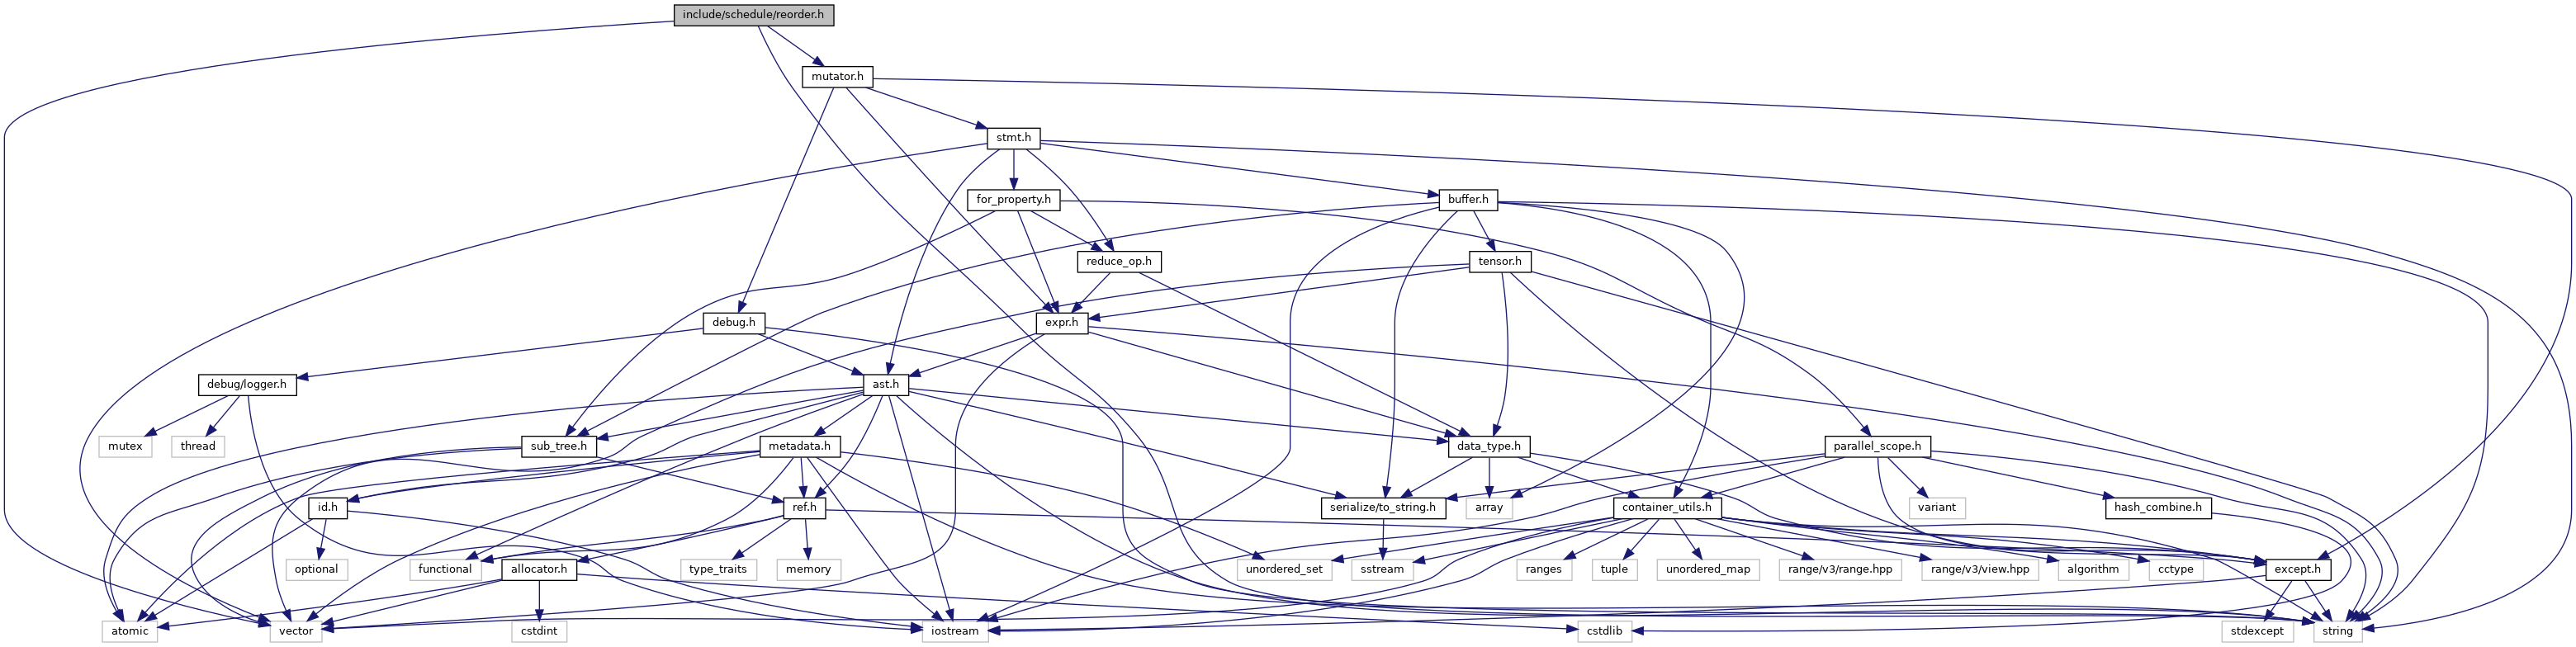 include/schedule/reorder.h
mutator.h
stmt.h
for_property.h
buffer.h
reduce_op.h
tensor.h
debug.h
expr.h
debug/logger.h
ast.h
mutex
thread
sub_tree.h
metadata.h
data_type.h
parallel_scope.h
id.h
ref.h
serialize/to_string.h
array
container_utils.h
variant
hash_combine.h
optional
functional
allocator.h
type_traits
memory
unordered_set
sstream
ranges
tuple
unordered_map
range/v3/range.hpp
range/v3/view.hpp
algorithm
cctype
except.h
atomic
vector
cstdint
iostream
cstdlib
stdexcept
string